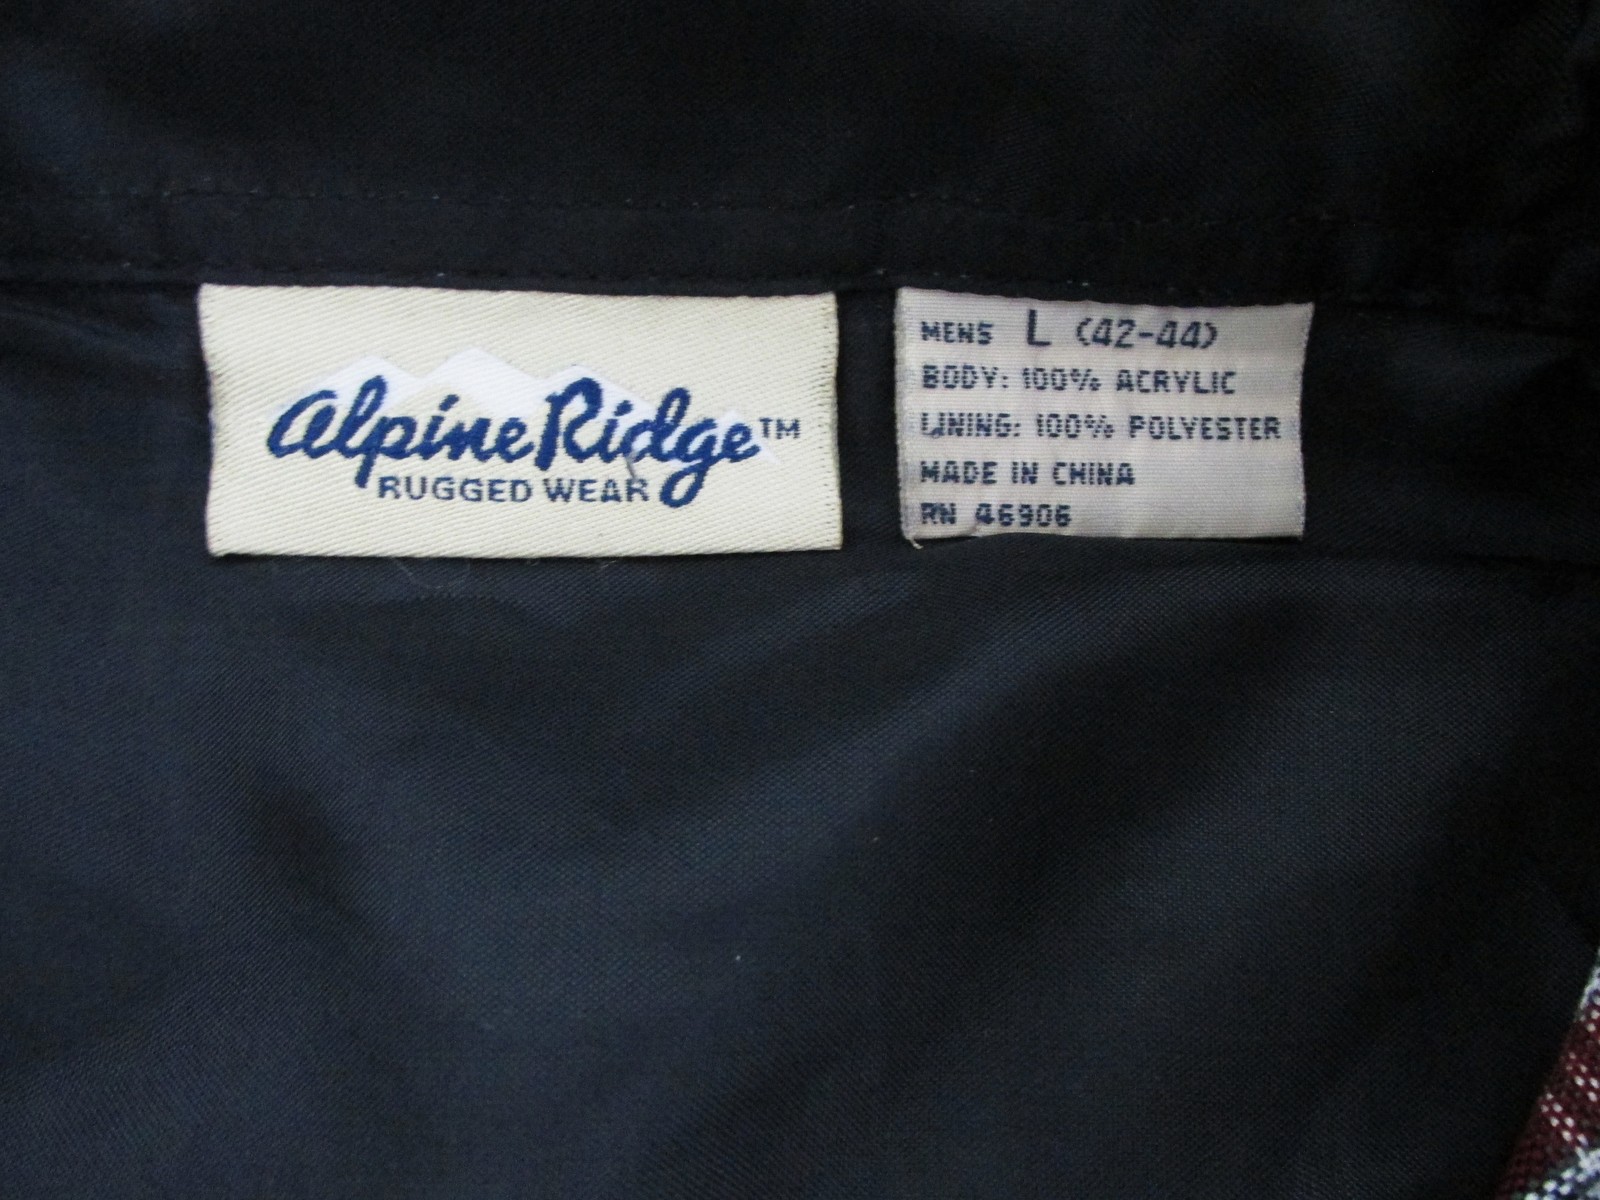 Alpine Ridge™
RUGGED WEAR
MENS L (42-44)
BODY: 100% ACRYLIC
LINING: 100% POLYESTER
MADE IN CHINA
RN 46906